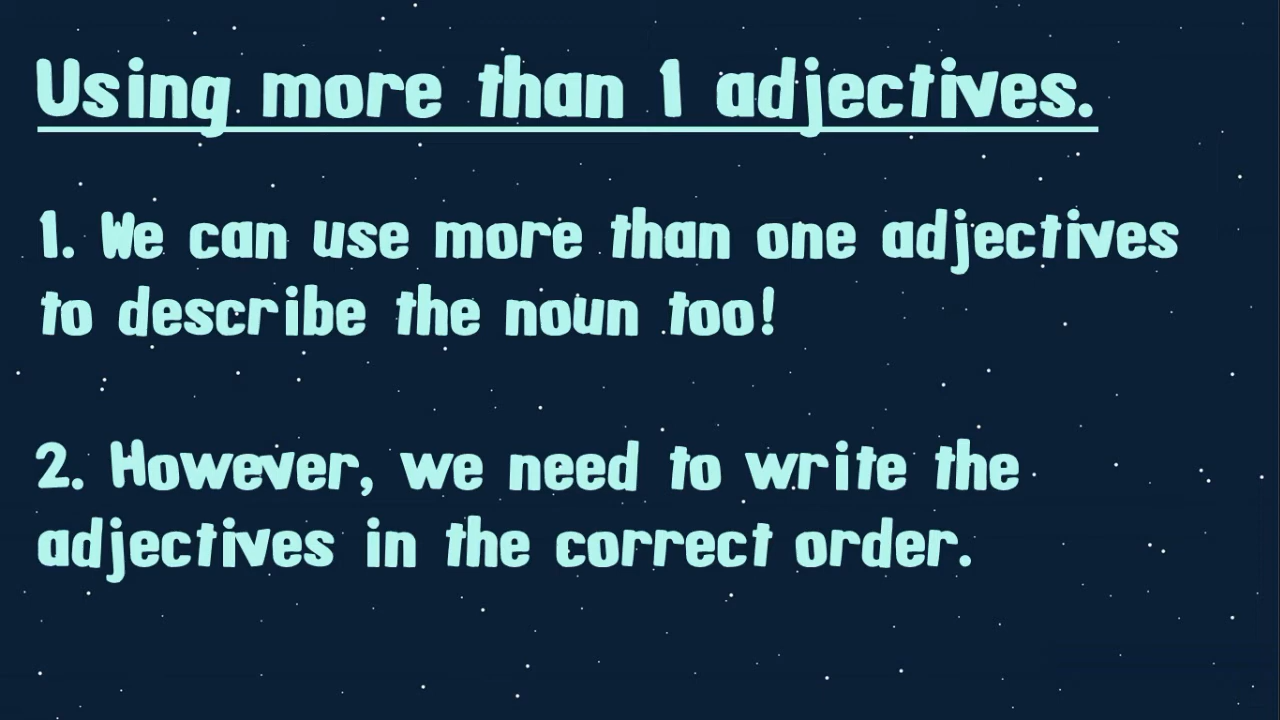 Using more than 1 adjectives.
1. We can use more than one adjectives
to describe the noun too!
2. However, we need to write the
adjectives in the correct order.